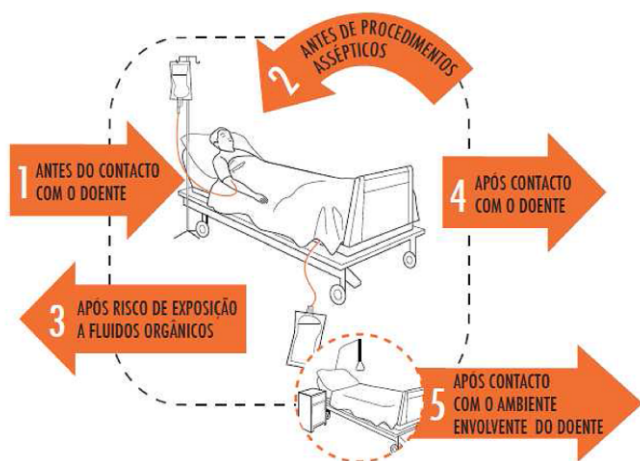 1 ANTES DO CONTACTO
COM O DOENTE
2 ANTES DE PROCEDIMENTOS
ASSÉPTICOS
3 APÓS RISCO DE EXPOSIÇÃO
A FLUIDOS ORGÂNICOS
4 APÓS CONTACTO
COM O DOENTE
5 APÓS CONTACTO
COM O AMBIENTE
ENVOLVENTE DO DOENTE